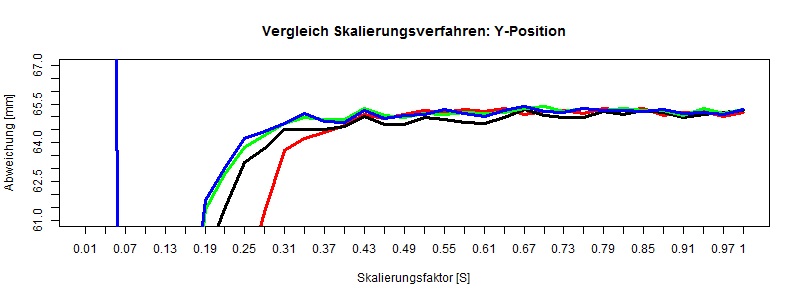 Vergleich Skalierungsverfahren: Y-Position
Abweichung [mm]
67.0
65.5
64.0
62.5
61.0
0.01 0.07 0.13 0.19 0.25 0.31 0.37 0.43 0.49 0.55 0.61 0.67 0.73 0.79 0.85 0.91 0.97 1
Skalierungsfaktor [S]